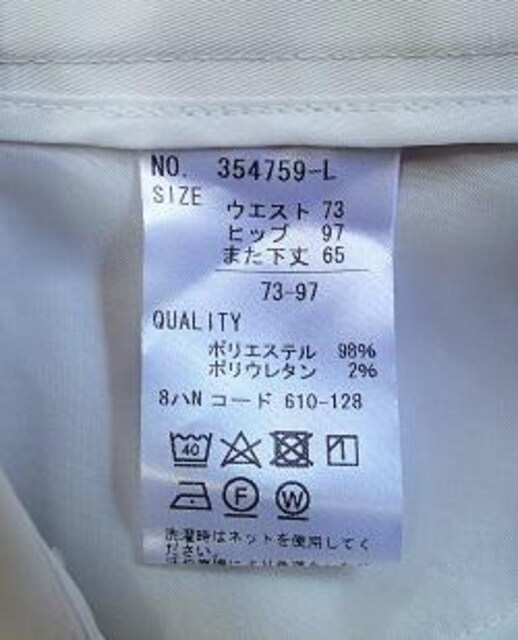 NO. 354759-L
SIZE
ウエスト 73
ヒップ 97
また下丈 65
73-97
QUALITY
ポリエステル 98%
ポリウレタン 2%
8ハN コード 610-128
40
F W
洗濯時はネットを使用してく
ださい。